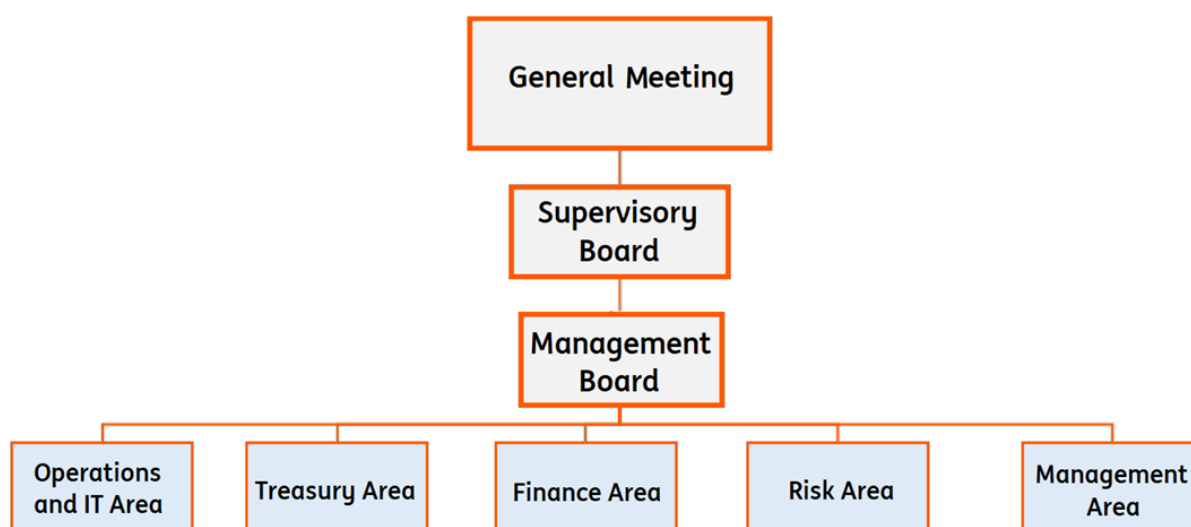 General Meeting
Supervisory
Board
Management
Board
Operations
and IT Area
Treasury Area
Finance Area
Risk Area
Management
Area